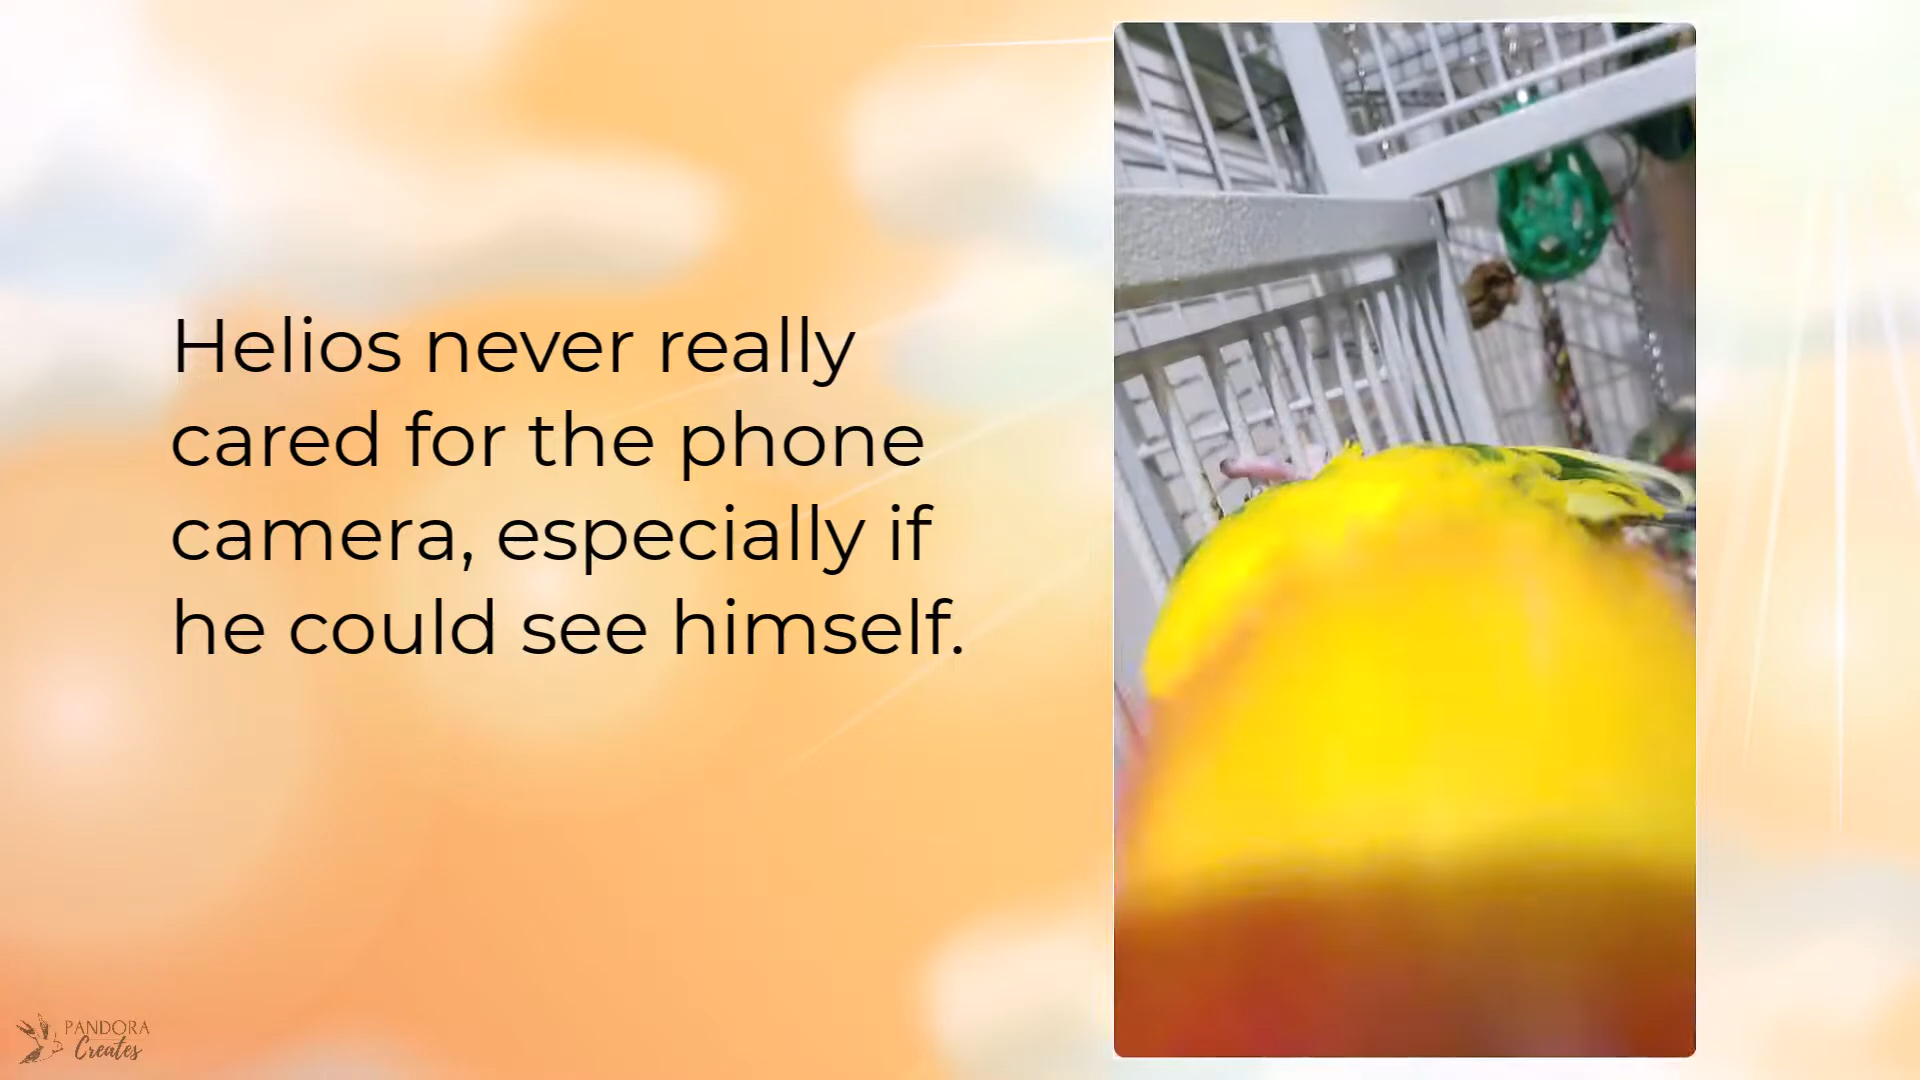 Helios never really
cared for the phone
camera, especially if
he could see himself.
PANDORA
Creates